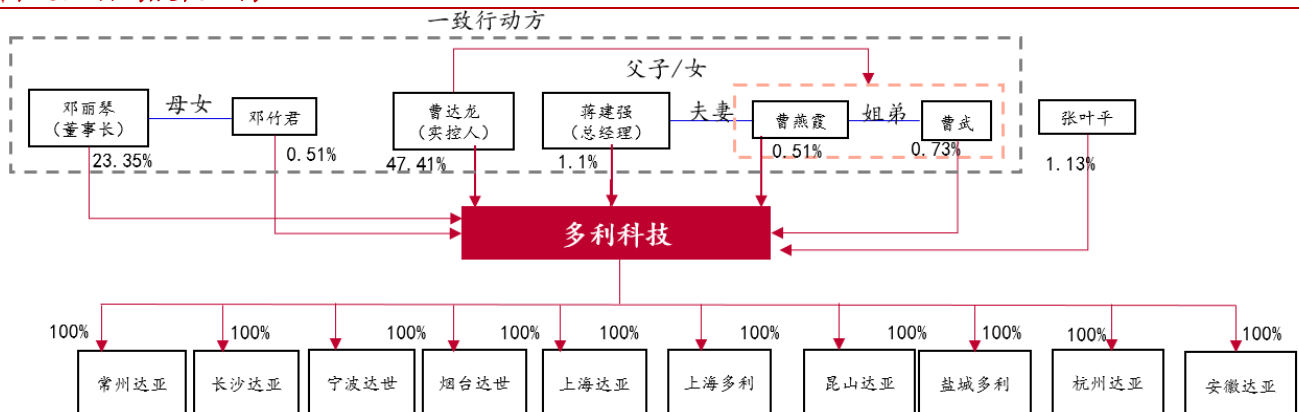 一致行动方
父子/女
邓丽琴
（董事长）
母女
邓竹君
曹达龙
（实控人）
蒋建强
（总经理）
夫妻
曹燕霞
姐弟
曹武
张叶平
23.35%
0.51%
47.41%
1.1%
0.51%
0.73%
1.13%
多利科技
100%
100%
100%
100%
100%
100%
100%
100%
100%
100%
常州达亚
长沙达亚
宁波达世
烟台达世
上海达亚
上海多利
昆山达亚
盐城多利
杭州达亚
安徽达亚